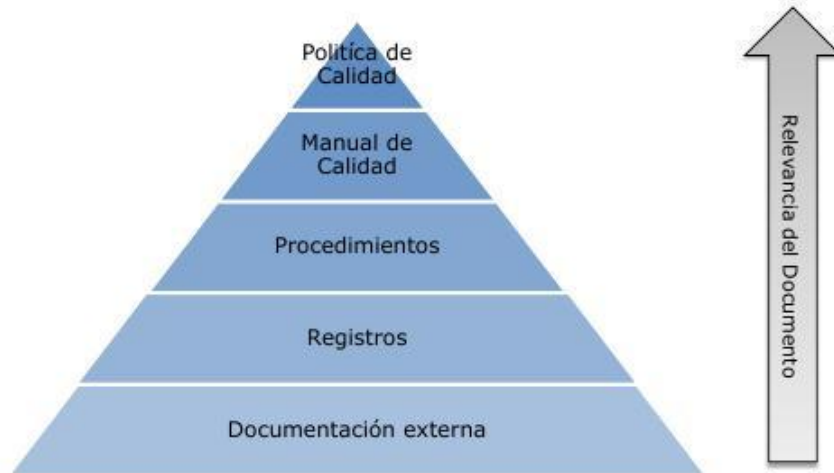 Politíca de
Calidad
Manual de
Calidad
Procedimientos
Registros
Documentación externa
Relevancia del Documento